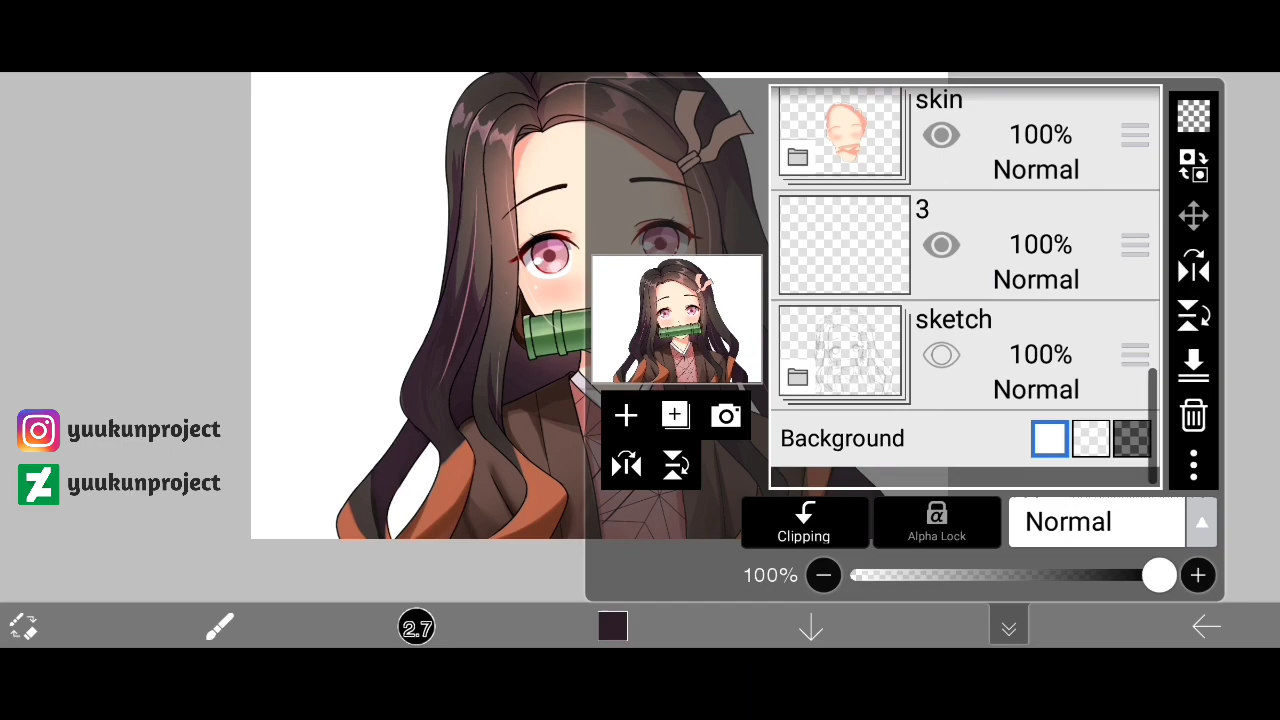 skin
100%
Normal
3
100%
Normal
sketch
100%
Normal
Background
yuukunproject
yuukunproject
Clipping
α
Alpha Lock
Normal
100%
2.7